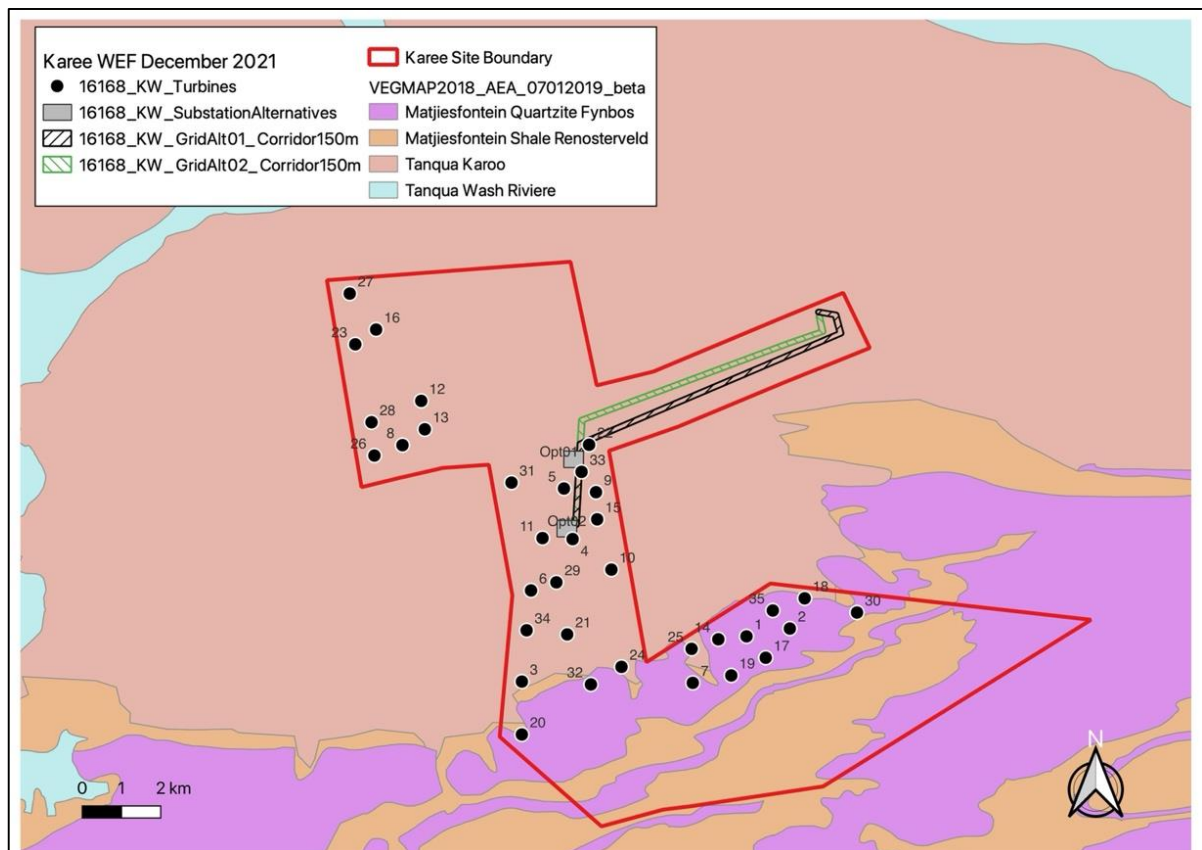 Karee WEF December 2021
16168_KW_Turbines
16168_KW_SubstationAlternatives
16168_KW_GridAlt01_Corridor150m
16168_KW_GridAlt02_Corridor150m
Karee Site Boundary
VEGMAP2018_AEA_07012019_beta
Matjiesfontein Quartzite Fynbos
Matjiesfontein Shale Renosterveld
Tanqua Karoo
Tanqua Wash Riviere
27
16
23
12
28
13
8
26
22
Opt01
33
31
5
9
15
Opt02
11
4
10
29
6
18
35
30
34
21
14
1
2
25
17
24
19
3
32
7
20
N
0 1 2 km